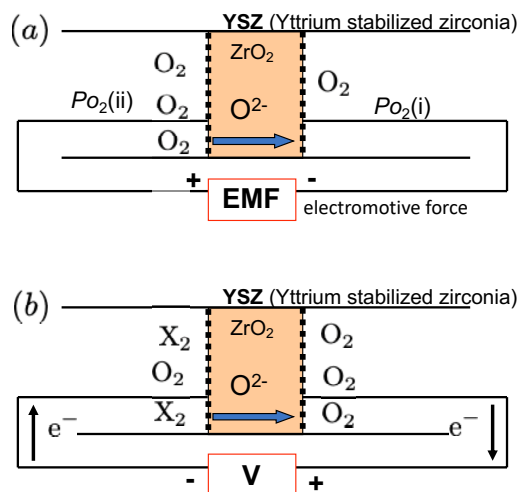 (a)
YSZ (Yttrium stabilized zirconia)
O₂ ZrO₂ O₂
Po₂(ii) O₂ O²⁻ Po₂(i)
O₂
+ EMF -
electromotive force
(b)
YSZ (Yttrium stabilized zirconia)
X₂ ZrO₂ O₂
O₂ O²⁻ O₂
e⁻ X₂ O₂ e⁻
- V +